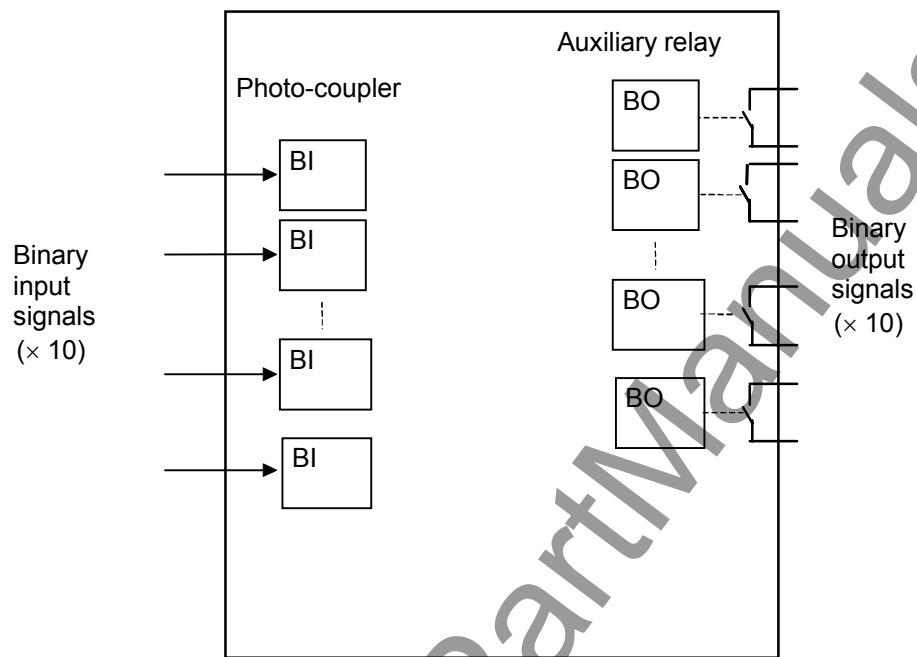 Auxiliary relay
Photo-coupler
BO
BI
BO
BI
Binary
input
signals
(× 10)
BO
Binary
output
signals
(× 10)
BI
BO
BI
PartManuals